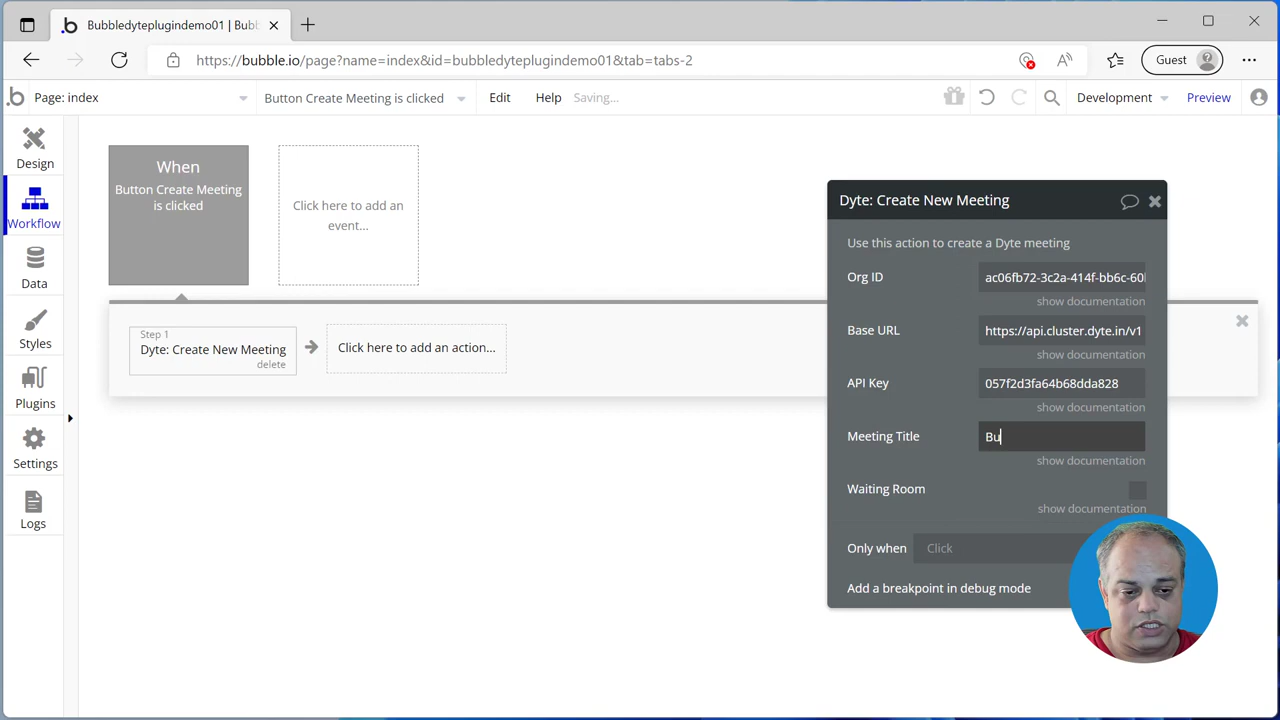 Bubbledyteplugindemo01 | Bubb
https://bubble.io/page?name=index&id=bubbledyteplugindemo01&tab=tabs-2
Guest
Page: index
Button Create Meeting is clicked
Edit
Help
Saving...
Development
Preview
Design
Workflow
Data
Styles
Plugins
Settings
Logs
When
Button Create Meeting
is clicked
Click here to add an
event...
Step 1
Dyte: Create New Meeting
delete
Click here to add an action...
Dyte: Create New Meeting
Use this action to create a Dyte meeting
Org ID
ac06fb72-3c2a-414f-bb6c-60
show documentation
Base URL
https://api.cluster.dyte.in/v1
show documentation
API Key
057f2d3fa64b68dda828
show documentation
Meeting Title
Bu
show documentation
Waiting Room
show documentation
Only when
Click
Add a breakpoint in debug mode